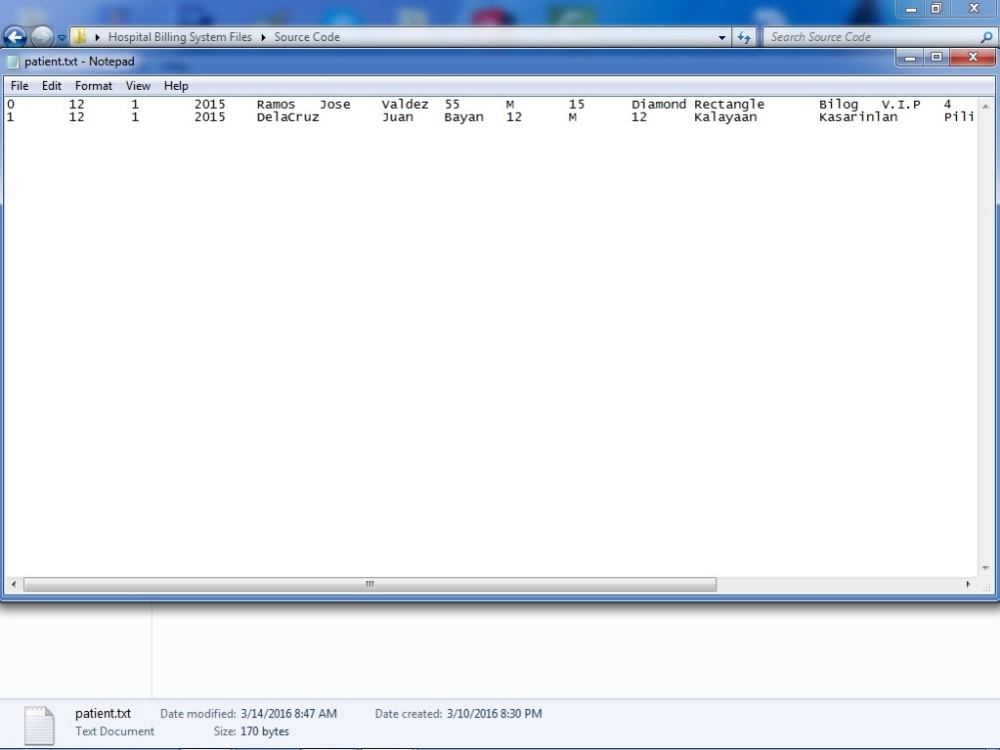 Hospital Billing System Files Source Code Search Source Code
patient.txt - Notepad
File Edit Format View Help
0 12 1 2015 Ramos Jose Valdez 55 M 15 Diamond Rectangle Bilog V.I.P 4
1 12 1 2015 DelaCruz Juan Bayan 12 M 12 Kalayaan Kasarinlan Pili
patient.txt Date modified: 3/14/2016 8:47 AM Date created: 3/10/2016 8:30 PM
Text Document Size: 170 bytes